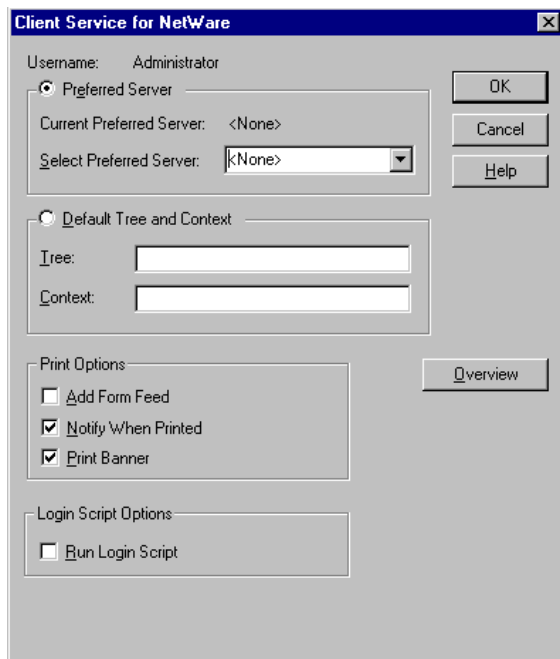 Client Service for NetWare
Username: Administrator
Preferred Server
Current Preferred Server: <None>
Select Preferred Server: <None>
Default Tree and Context
Tree:
Context:
Print Options
Add Form Feed
Notify When Printed
Print Banner
Login Script Options
Run Login Script
OK
Cancel
Help
Overview